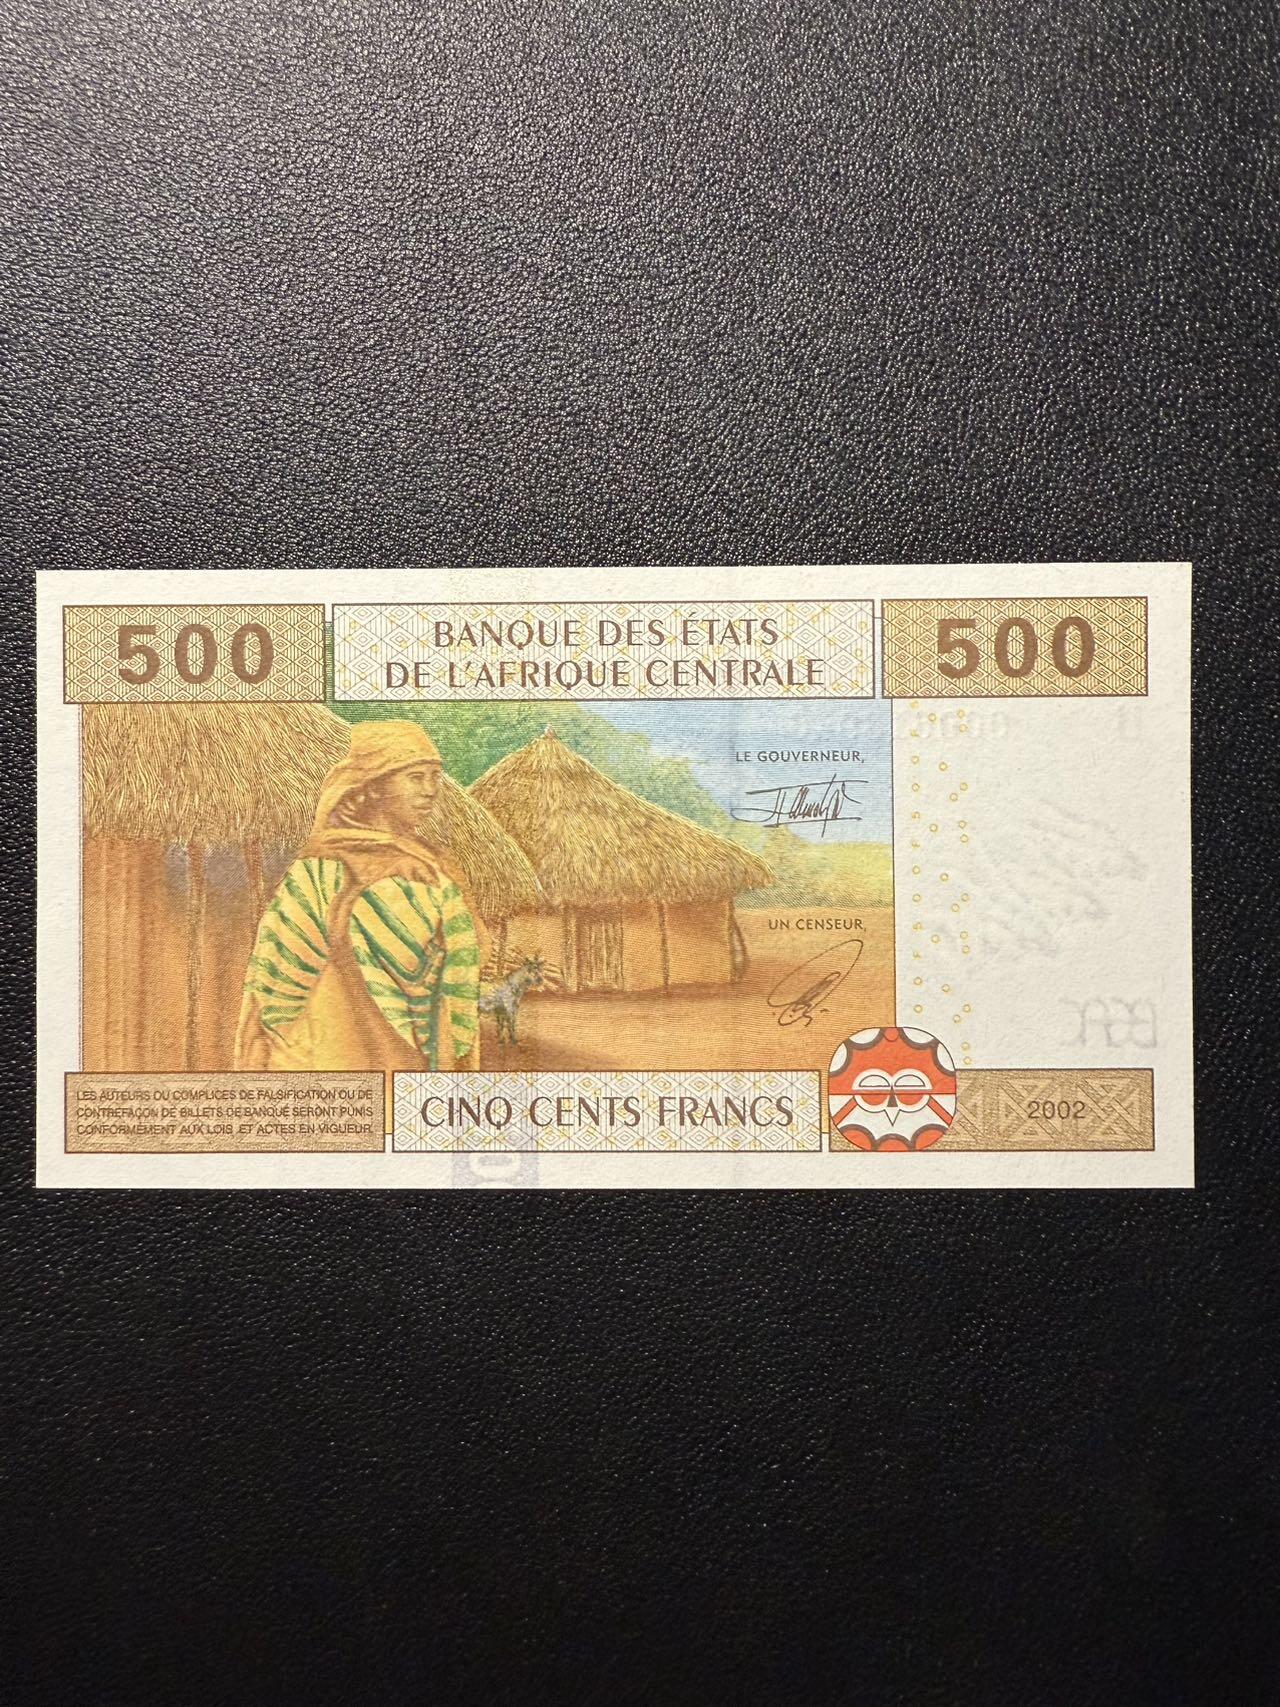 500
BANQUE DES ÉTATS
DE L'AFRIQUE CENTRALE
500
LE GOUVERNEUR,
UN CENSEUR,
LES AUTEURS OU COMPLICES DE FALSIFICATION OU DE
CONTREFAÇON DE BILLETS DE BANQUE SERONT PUNIS
CONFORMÉMENT AUX LOIS ET ACTES EN VIGUEUR.
CINQ CENTS FRANCS
2002